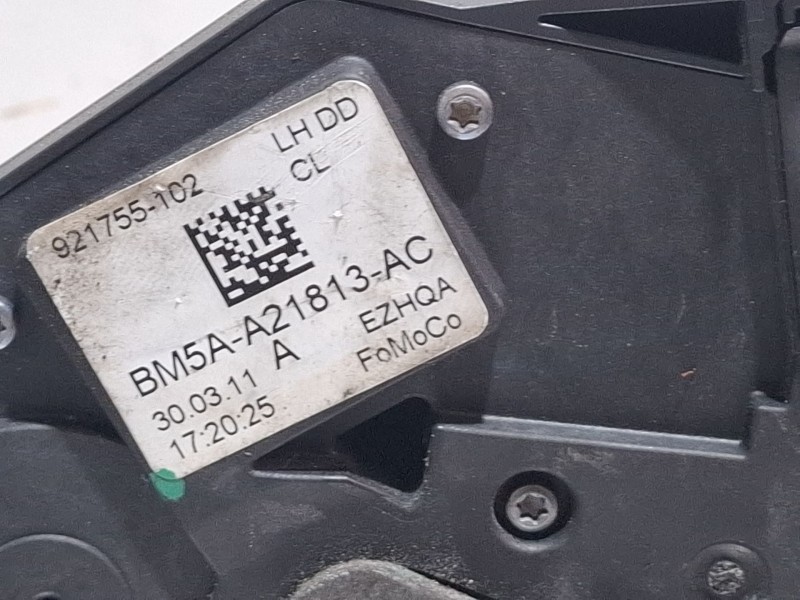 LH DD
921755-102
CL
BM5A-A21813-AC
A
EZHQA
30.03.11
FoMoCo
17:20:25